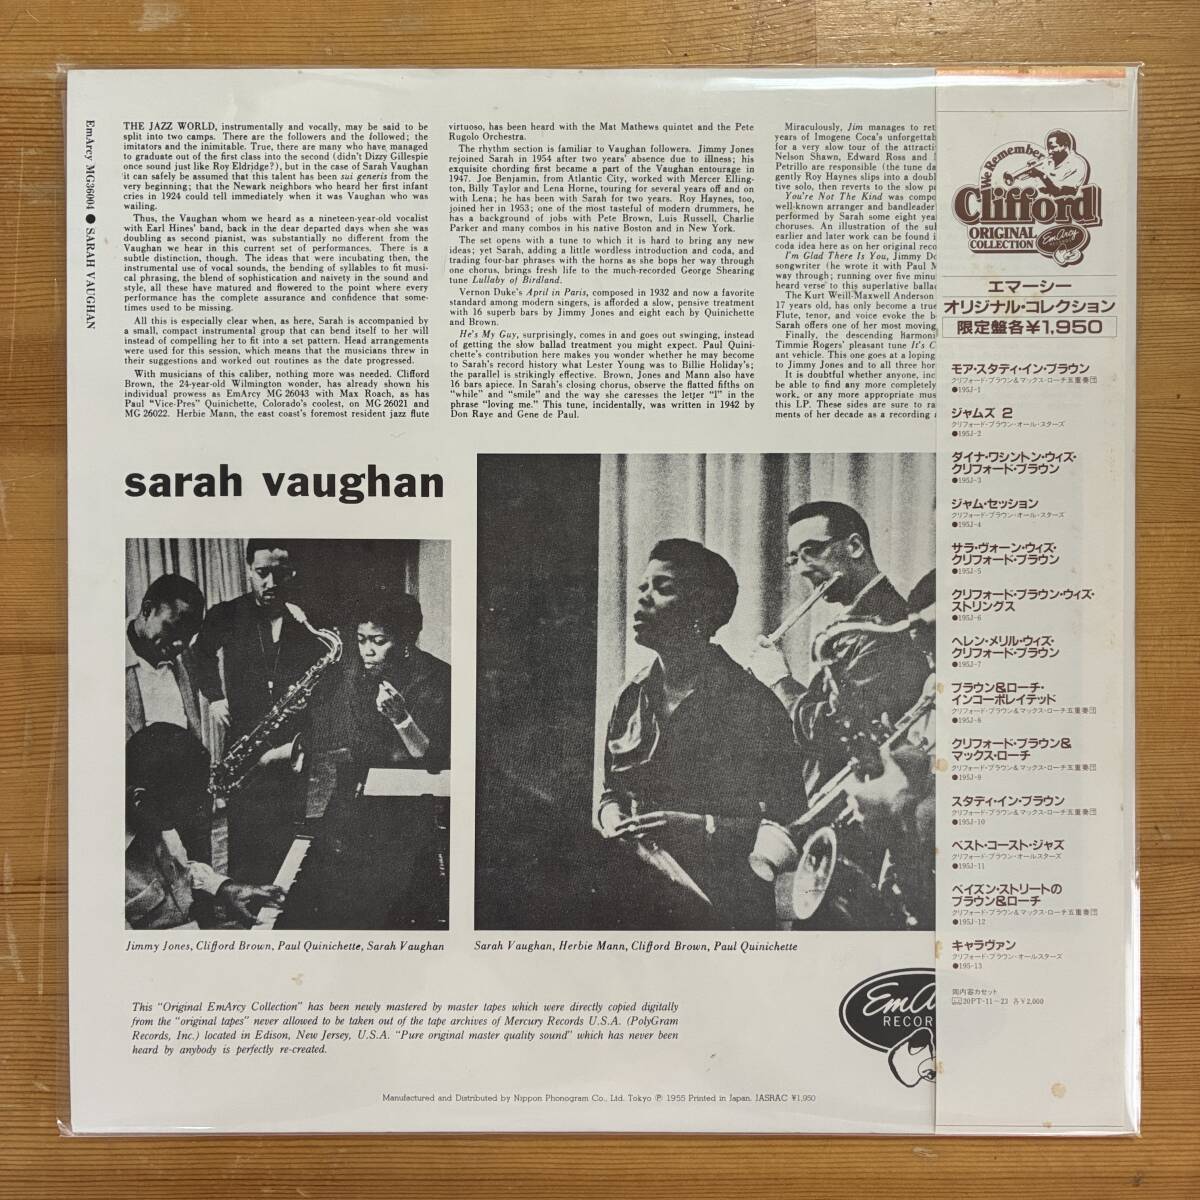 EmArcy MG36004 ● SARAH VAUGHAN
THE JAZZ WORLD, instrumentally and vocally, may be said to be
split into two camps. There are the followers and the followed; the
imitators and the inimitable. True, there are many who have managed
to graduate out of the first class into the second (didn't Dizzy Gillespie
once sound just like Roy Eldridge?), but in the case of Sarah Vaughan
it can safely be assumed that this talent has been sui generis from the
very beginning; that the Newark neighbors who heard her first infant
cries in 1924 could tell immediately when it was Vaughan who was
wailing.
Thus, the Vaughan whom we heard as a nineteen-year-old vocalist
with Earl Hines' band, back in the dear departed days when she was
doubling as second pianist, was substantially no different from the
Vaughan we hear in this current set of performances. There is a
subtle distinction, though. The ideas that were incubating then, the
instrumental use of vocal sounds, the bending of syllables to fit musi-
cal phrasing, the blend of sophistication and naivety in the sound and
style, all these have matured and flowered to the point where every
performance has the complete assurance and confidence that some-
times used to be missing.
All this is especially clear when, as here, Sarah is accompanied by
a small, compact instrumental group that can bend itself to her will
instead of compelling her to fit into a set pattern. Head arrangements
were used for this session, which means that the musicians threw in
their suggestions and worked out routines as the date progressed.
With musicians of this caliber, nothing more was needed. Clifford
Brown, the 24-year-old Wilmington wonder, has already shown his
individual prowess as EmArcy MG 26043 with Max Roach, as has
Paul "Vice-Pres" Quinichette, Colorado's coolest, on MG 26021 and
MG 26022. Herbie Mann, the east coast's foremost resident jazz flute
virtuoso, has been heard with the Mat Mathews quintet and the Pete
Rugolo Orchestra.
The rhythm section is familiar to Vaughan followers. Jimmy Jones
rejoined Sarah in 1954 after two years' absence due to illness; his
exquisite chording first became a part of the Vaughan entourage in
1947. Joe Benjamin, from Atlantic City, worked with Mercer Elling-
ton, Billy Taylor and Lena Horne, touring for several years off and on
with Lena; he has been with Sarah for two years. Roy Haynes, too,
joined her in 1953; one of the most tasteful of modern drummers, he
has a background of jobs with Pete Brown, Luis Russell, Charlie
Parker and many combos in his native Boston and in New York.
The set opens with a tune to which it is hard to bring any new
ideas; yet Sarah, adding a little wordless introduction and coda, and
trading four-bar phrases with the horns as she bops her way through
one chorus, brings fresh life to the much-recorded George Shearing
tune Lullaby of Birdland.
Vernon Duke's April in Paris, composed in 1932 and now a favorite
standard among modern singers, is afforded a slow, pensive treatment
with 16 superb bars by Jimmy Jones and eight each by Quinichette
and Brown.
He's My Guy, surprisingly, comes in and goes out swinging, instead
of getting the slow ballad treatment you might expect. Paul Quini-
chette's contribution here makes you wonder whether he may become
to Sarah's record history what Lester Young was to Billie Holiday's;
the parallel is strikingly effective. Brown, Jones and Mann also have
16 bars apiece. In Sarah's closing chorus, observe the flatted fifths on
"while" and "smile" and the way she caresses the letter "l" in the
phrase "loving me." This tune, incidentally, was written in 1942 by
Don Raye and Gene de Paul.
Miraculously, Jim manages to ret
years of Imogene Coca's unforgettab
for a very slow tour of the attracti
Nelson Shawn, Edward Ross and
Petrillo are responsible (the tune da
gently Roy Haynes slips into a doubl
tive solo, then reverts to the slow pa
You're Not The Kind was compo
well-known arranger and bandleader
performed by Sarah some eight yea
choruses. An illustration of the sul
earlier and later work can be found i
coda idea here as on her original reco
I'm Glad There Is You, Jimmy Do
songwriter (he wrote it with Paul M
way through; running over five minu
heard verse to this superlative balla
The Kurt Weill-Maxwell Anderson
17 years old, has only become a true
Flute, tenor, and voice evoke the b
Sarah offers one of her most moving
Finally, the descending harmoni
Timmie Rogers' pleasant tune It's C
ant vehicle. This one goes at a loping
to Jimmy Jones and to all three hor
It is doubtful whether anyone, inc
be able to find any more completely
work, or any more appropriate mus
this LP. These sides are sure to ra
ments of her decade as a recording a
sarah vaughan
Jimmy Jones, Clifford Brown, Paul Quinichette, Sarah Vaughan
Sarah Vaughan, Herbie Mann, Clifford Brown, Paul Quinichette
This "Original EmArcy Collection" has been newly mastered by master tapes which were directly copied digitally
from the "original tapes" never allowed to be taken out of the tape archives of Mercury Records U.S.A. (PolyGram
Records, Inc.) located in Edison, New Jersey, U.S.A. "Pure original master quality sound" which has never been
heard by anybody is perfectly re-created.
EmA
RECOR
Manufactured and Distributed by Nippon Phonogram Co., Ltd. Tokyo Ⓟ 1955 Printed in Japan. JASRAC ¥1,950
We Remember
Clifford
ORIGINAL
COLLECTION
EmArcy
エマーシー
オリジナル・コレクション
限定盤各¥1,950
モア・スタディ・イン・ブラウン
クリフォード・ブラウン&マックス・ローチ五重奏団
●195J-1
ジャムズ 2
クリフォード・ブラウン・オール・スターズ
●195J-2
ダイナ・ワシントン・ウィズ・
クリフォード・ブラウン
●195J-3
ジャム・セッション
クリフォード・ブラウン・オール・スターズ
●195J-4
サラ・ヴォーン・ウィズ・
クリフォード・ブラウン
●195J-5
クリフォード・ブラウン・ウィズ・
ストリングス
●195J-6
ヘレン・メリル・ウィズ・
クリフォード・ブラウン
●195J-7
ブラウン&ローチ・
インコーポレイテッド
クリフォード・ブラウン&マックス・ローチ五重奏団
●195J-8
クリフォード・ブラウン&
マックス・ローチ
クリフォード・ブラウン&マックス・ローチ五重奏団
●195J-9
スタディ・イン・ブラウン
クリフォード・ブラウン&マックス・ローチ五重奏団
●195J-10
ベスト・コースト・ジャズ
クリフォード・ブラウン・オールスターズ
●195J-11
ベイズン・ストリートの
ブラウン&ローチ
クリフォード・ブラウン&マックス・ローチ五重奏団
●195J-12
キャラヴァン
クリフォード・ブラウン・オールスターズ
●195-13
同内容カセット
20PT-11~23 各¥2,000